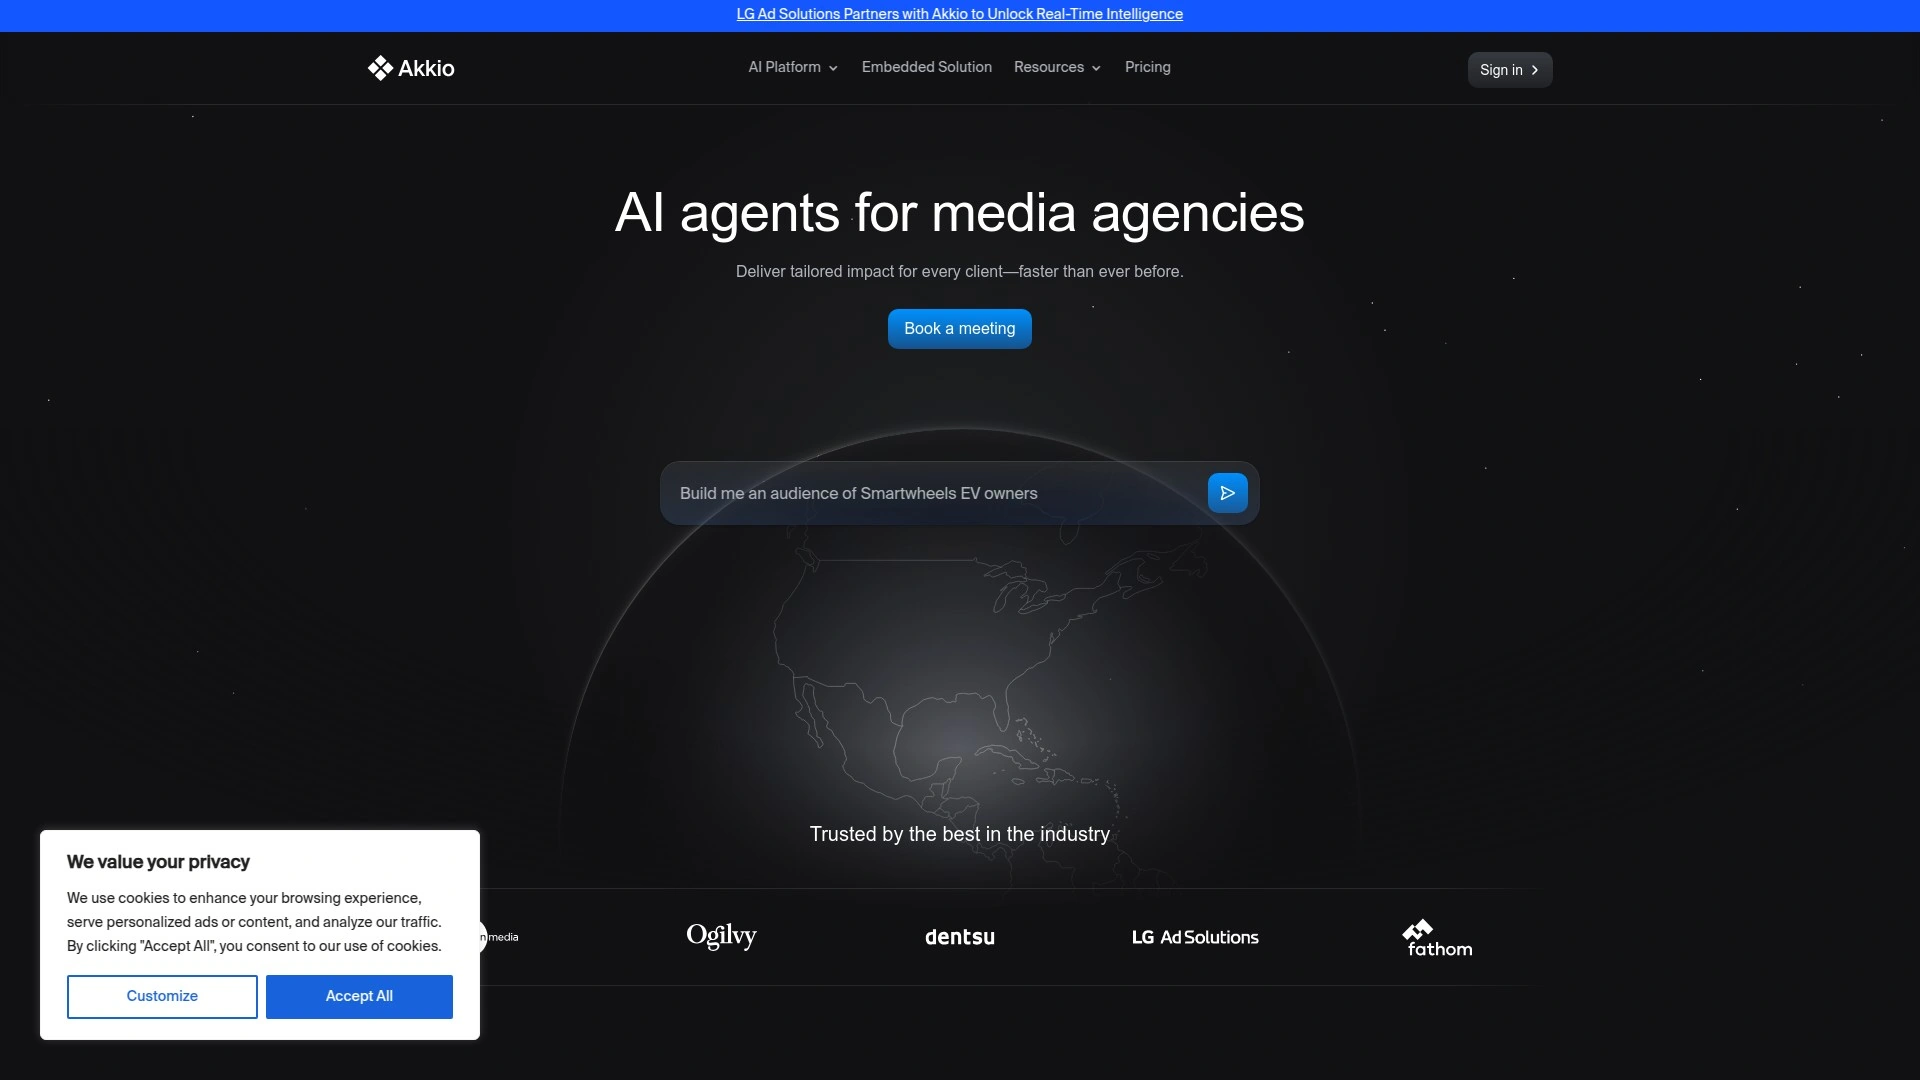 LG Ad Solutions Partners with Akkio to Unlock Real-Time Intelligence
Akkio
AI Platform
Embedded Solution
Resources
Pricing
Sign in
AI agents for media agencies
Deliver tailored impact for every client—faster than ever before.
Book a meeting
Build me an audience of Smartwheels EV owners
Trusted by the best in the industry
media
Ogilvy
dentsu
LG Ad Solutions
fathom
We value your privacy
We use cookies to enhance your browsing experience,
serve personalized ads or content, and analyze our traffic.
By clicking "Accept All", you consent to our use of cookies.
Customize
Accept All